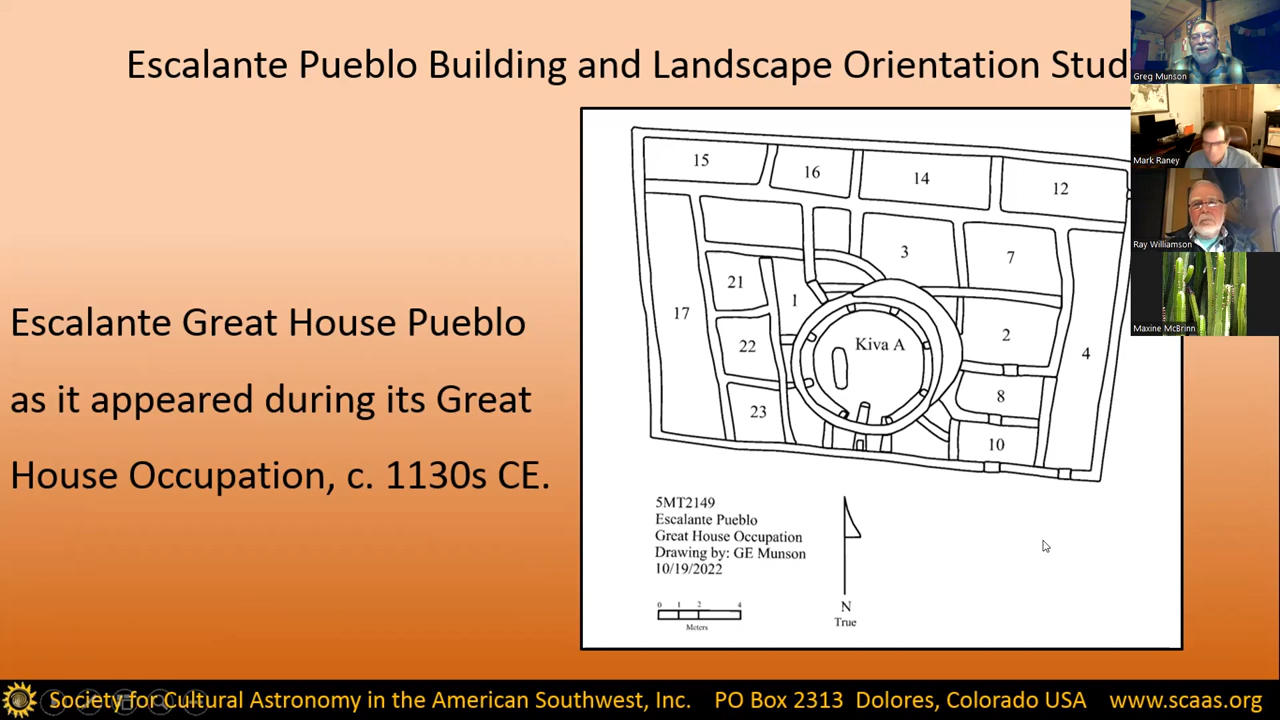 Escalante Pueblo Building and Landscape Orientation Stud
Greg Munson
Mark Raney
Ray Williamson
Maxine McBrinn
Escalante Great House Pueblo
as it appeared during its Great
House Occupation, c. 1130s CE.
15
16
14
12
3
7
21
1
17
22
Kiva A
2
4
8
23
10
5MT2149
Escalante Pueblo
Great House Occupation
Drawing by: GE Munson
10/19/2022
0 1 2 4
Meters
N
True
Society for Cultural Astronomy in the American Southwest, Inc. PO Box 2313 Dolores, Colorado USA www.scaas.org